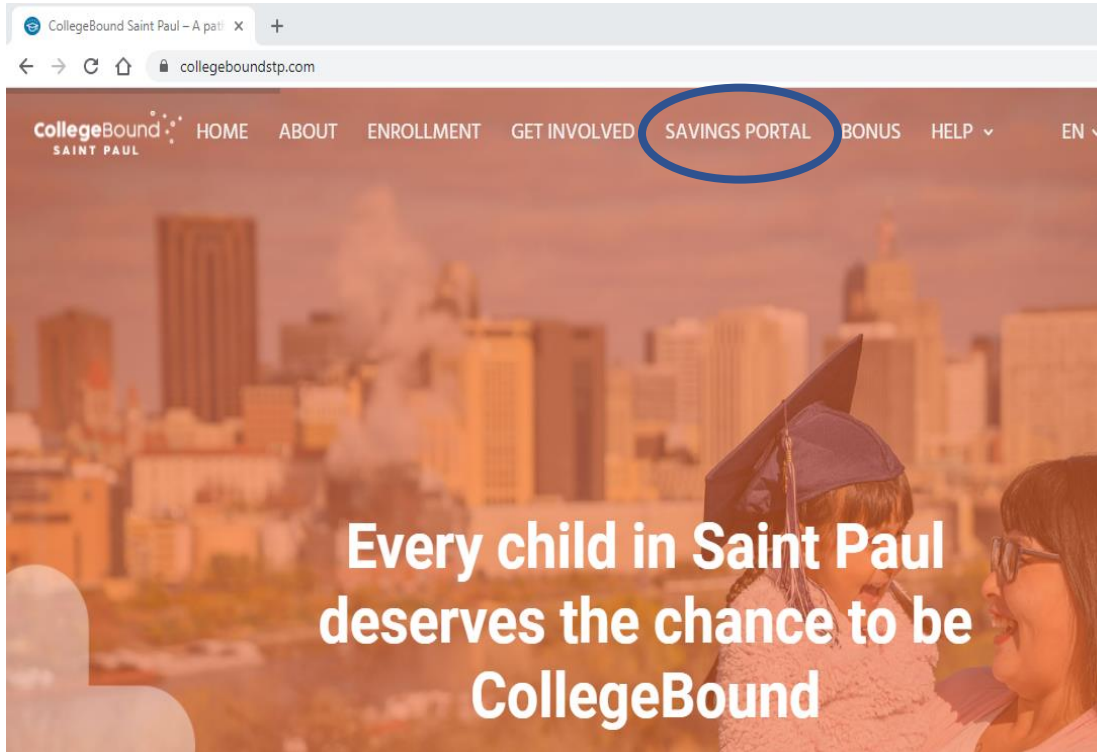 CollegeBound Saint Paul – A pat
collegeboundstp.com
CollegeBound
SAINT PAUL
HOME ABOUT ENROLLMENT GET INVOLVED SAVINGS PORTAL BONUS HELP EN
Every child in Saint Paul
deserves the chance to be
CollegeBound